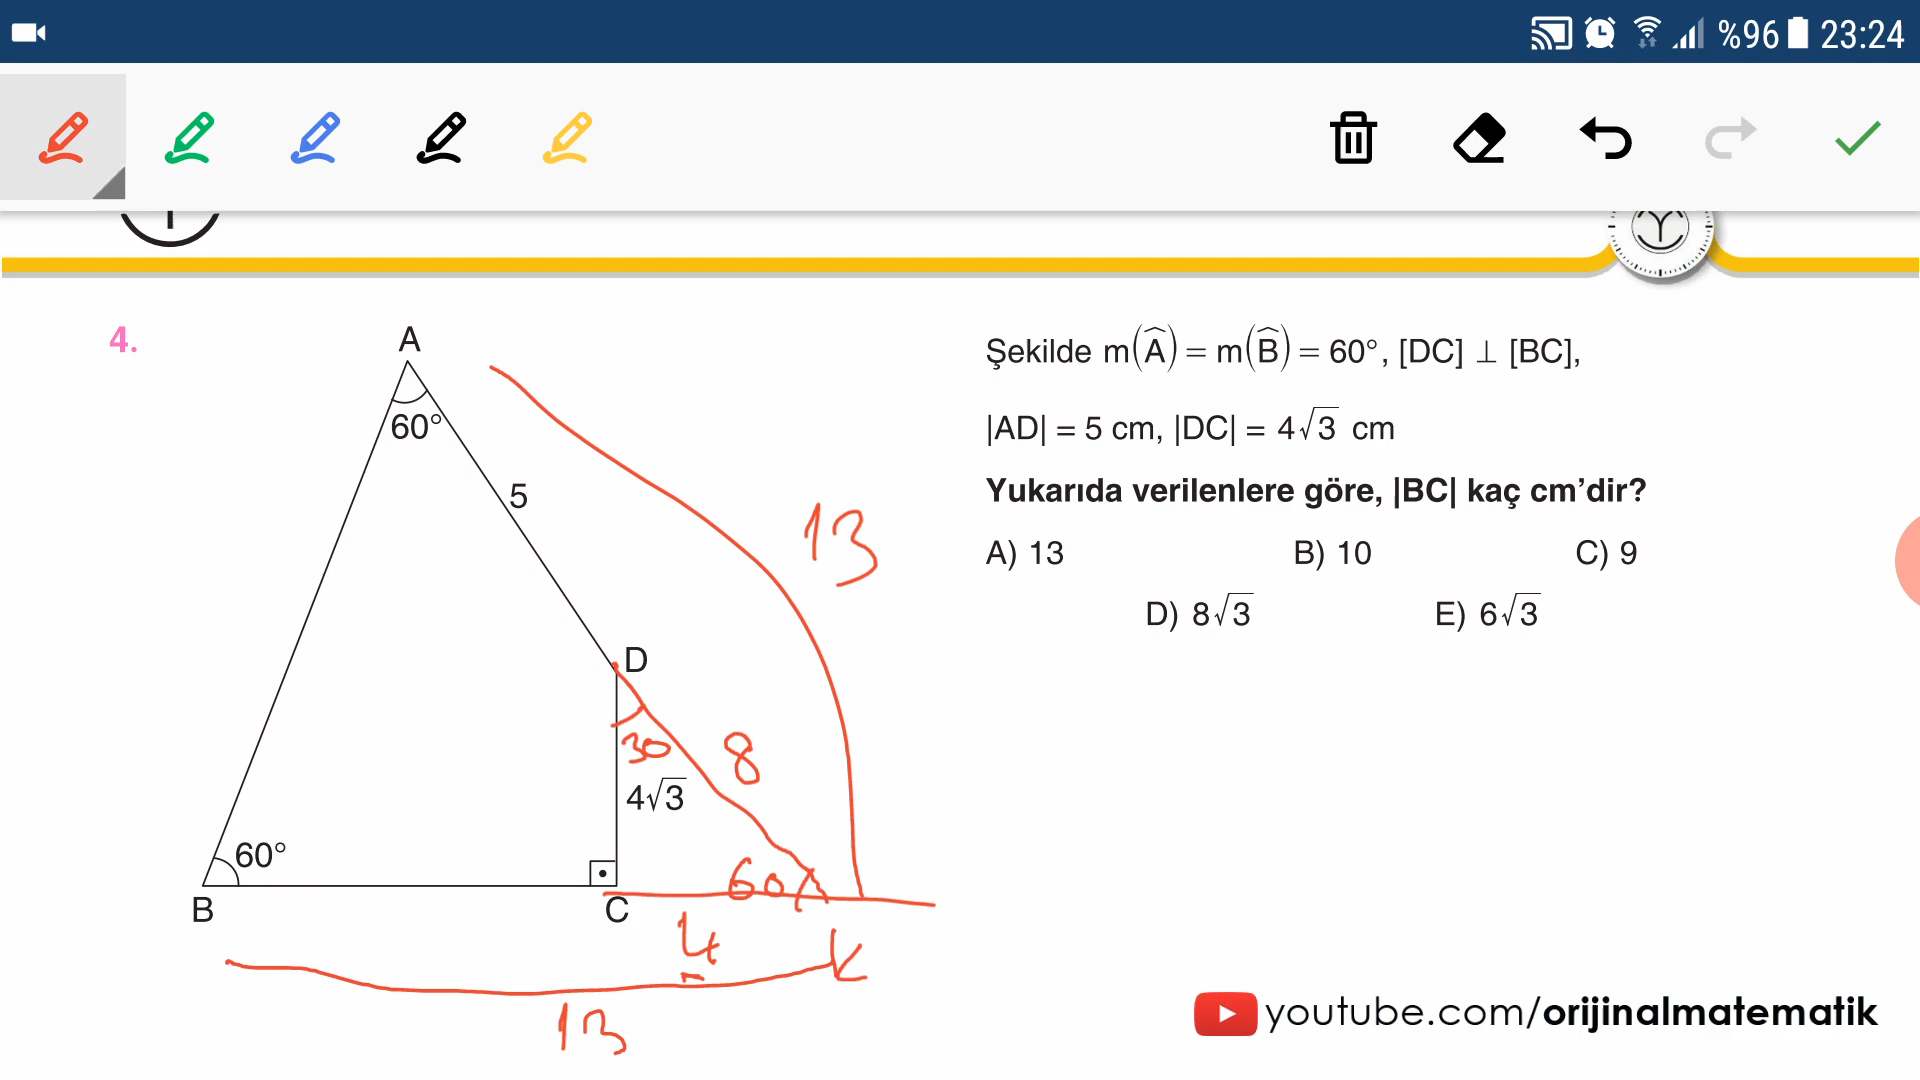 %96 23:24
4.
A
60°
5
13
D
30
8
4√3
60°
60
B
C
4
K
13
Şekilde m(Â) = m(B̂) = 60°, [DC] ⊥ [BC],
|AD| = 5 cm, |DC| = 4√3 cm
Yukarıda verilenlere göre, |BC| kaç cm’dir?
A) 13 B) 10 C) 9
D) 8√3 E) 6√3
youtube.com/orijinalmatematik